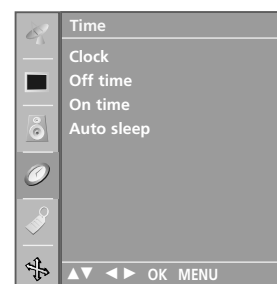 Time
Clock
Off time
On time
Auto sleep
▲▼ ◄► OK MENU